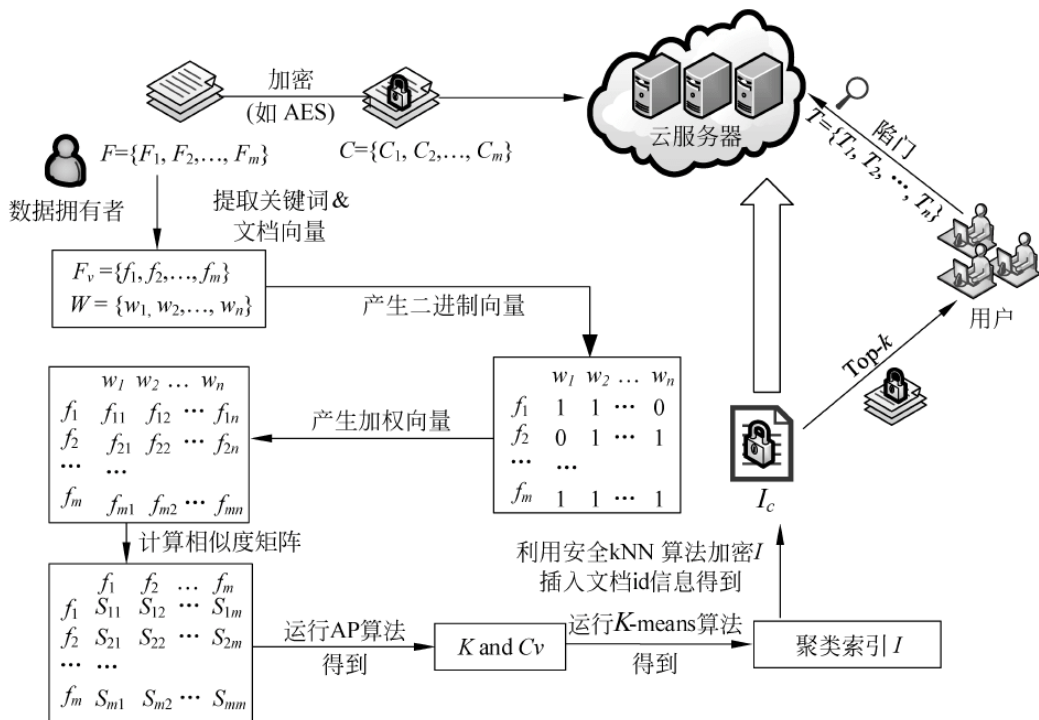 加密
(如 AES)
云服务器
陷门
T={T1, T2, …, Tn}
F={F1, F2,…, Fm}
C={C1, C2,…, Cm}
数据拥有者
提取关键词&
文档向量
Fv ={f1, f2,…, fm}
W = {w1, w2,…, wn}
产生二进制向量
用户
Top-k
w1 w2 … wn
f1 f11 f12 … f1n
f2 f21 f22 … f2n
… …
fm fm1 fm2 … fmn
产生加权向量
w1 w2 … wn
f1 1 1 … 0
f2 0 1 … 1
… …
fm 1 1 … 1
Ic
计算相似度矩阵
利用安全kNN 算法加密I
插入文档id信息得到
f1 f2 … fm
f1 S11 S12 … S1m
f2 S21 S22 … S2m
… …
fm Sm1 Sm2 … Smm
运行AP算法
得到
K and Cv
运行K-means算法
得到
聚类索引 I